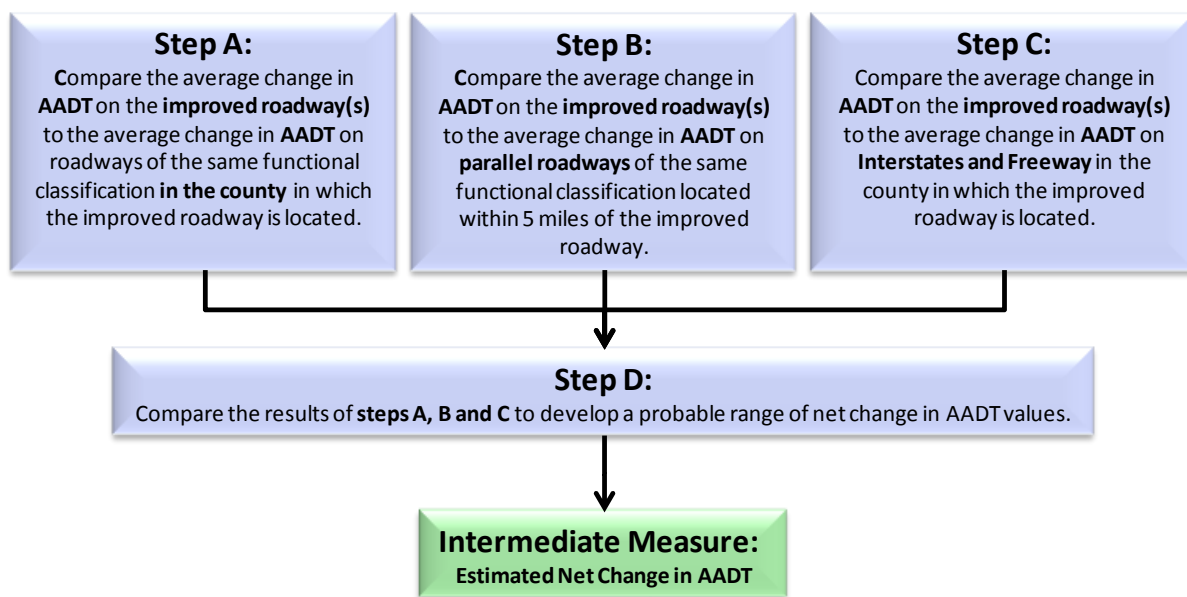 Step A:
Compare the average change in
AADT on the improved roadway(s)
to the average change in AADT on
roadways of the same functional
classification in the county in which
the improved roadway is located.
Step B:
Compare the average change in
AADT on the improved roadway(s)
to the average change in AADT on
parallel roadways of the same
functional classification located
within 5 miles of the improved
roadway.
Step C:
Compare the average change in
AADT on the improved roadway(s)
to the average change in AADT on
Interstates and Freeway in the
county in which the improved
roadway is located.
Step D:
Compare the results of steps A, B and C to develop a probable range of net change in AADT values.
Intermediate Measure:
Estimated Net Change in AADT